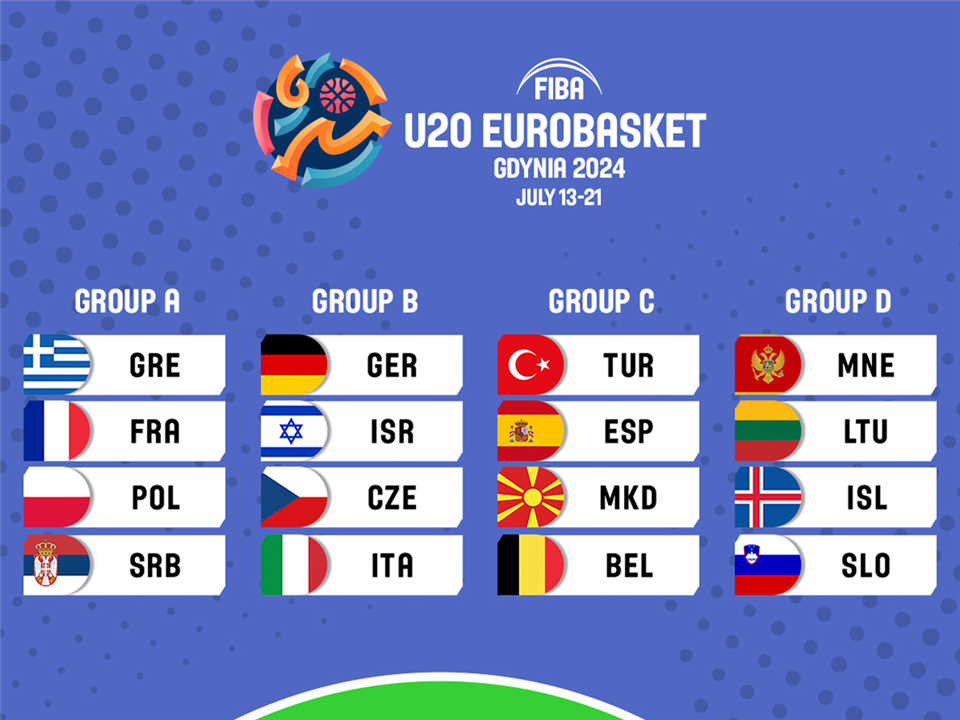 FIBA
U20 EUROBASKET
GDYNIA 2024
JULY 13-21
GROUP A
GRE
FRA
POL
SRB
GROUP B
GER
ISR
CZE
ITA
GROUP C
TUR
ESP
MKD
BEL
GROUP D
MNE
LTU
ISL
SLO